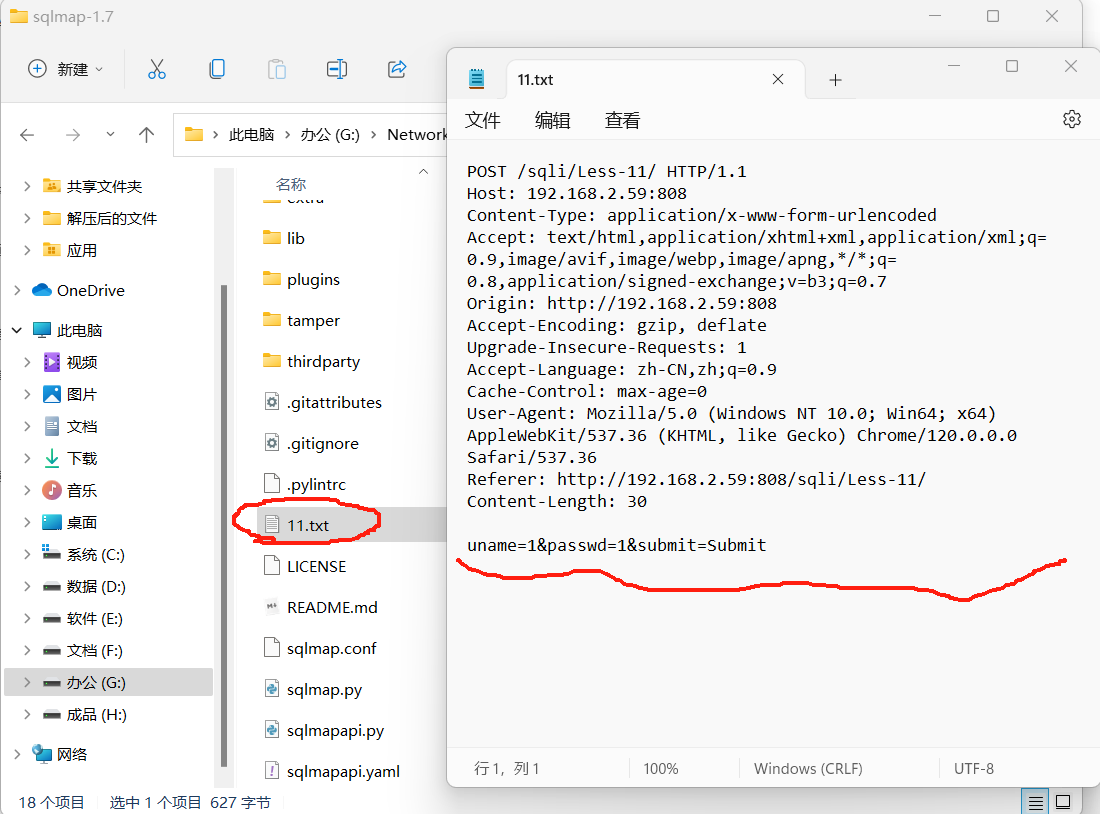 sqlmap-1.7
新建
此电脑
办公 (G:)
Network
共享文件夹
解压后的文件
应用
OneDrive
此电脑
视频
图片
文档
下载
音乐
桌面
系统 (C:)
数据 (D:)
软件 (E:)
文档 (F:)
办公 (G:)
成品 (H:)
网络
名称
extra
lib
plugins
tamper
thirdparty
.gitattributes
.gitignore
.pylintrc
11.txt
LICENSE
README.md
sqlmap.conf
sqlmap.py
sqlmapapi.py
sqlmapapi.yaml
18 个项目 选中 1 个项目 627 字节
11.txt
文件 编辑 查看
POST /sqli/Less-11/ HTTP/1.1
Host: 192.168.2.59:808
Content-Type: application/x-www-form-urlencoded
Accept: text/html,application/xhtml+xml,application/xml;q=
0.9,image/avif,image/webp,image/apng,*/*;q=
0.8,application/signed-exchange;v=b3;q=0.7
Origin: http://192.168.2.59:808
Accept-Encoding: gzip, deflate
Upgrade-Insecure-Requests: 1
Accept-Language: zh-CN,zh;q=0.9
Cache-Control: max-age=0
User-Agent: Mozilla/5.0 (Windows NT 10.0; Win64; x64)
AppleWebKit/537.36 (KHTML, like Gecko) Chrome/120.0.0.0
Safari/537.36
Referer: http://192.168.2.59:808/sqli/Less-11/
Content-Length: 30
uname=1&passwd=1&submit=Submit
行 1，列 1 100% Windows (CRLF) UTF-8